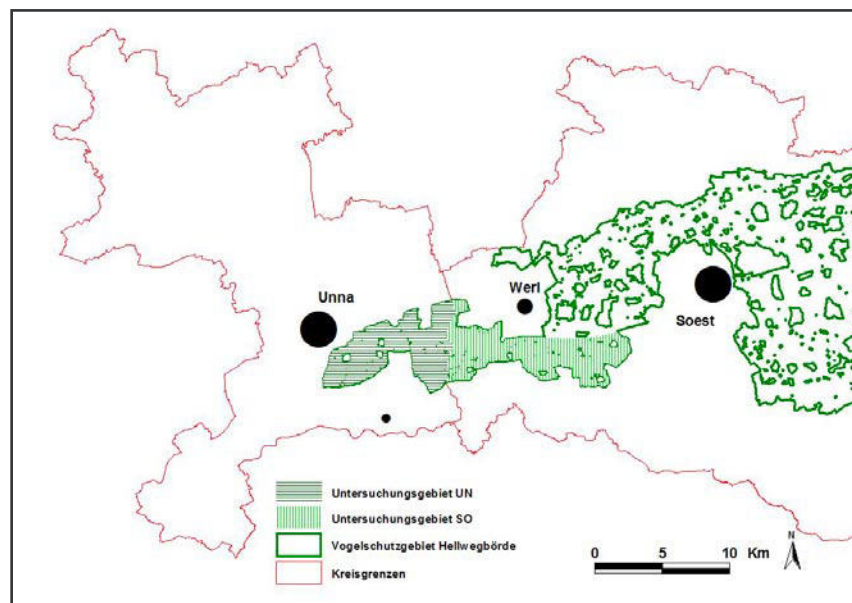 Unna
Werl
Soest
Untersuchungsgebiet UN
Untersuchungsgebiet SO
Vogelschutzgebiet Hellwegbörde
Kreisgrenzen
0 5 10 Km
N